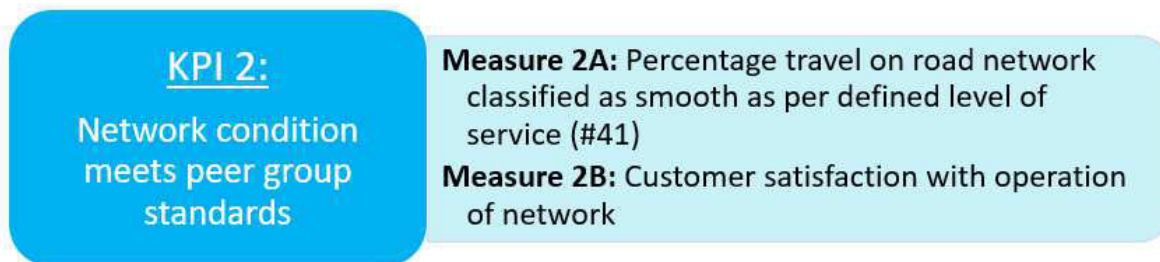 KPI 2:
Network condition
meets peer group
standards
Measure 2A: Percentage travel on road network
classified as smooth as per defined level of
service (#41)
Measure 2B: Customer satisfaction with operation
of network